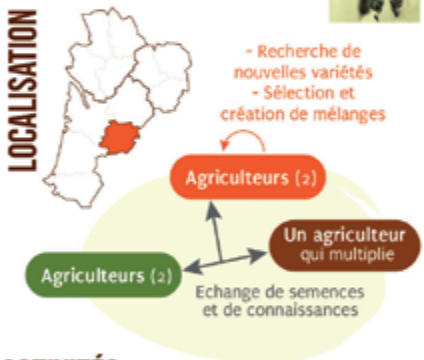 LOCALISATION
- Recherche de
nouvelles variétés
- Sélection et
création de mélanges
Agriculteurs (2)
Un agriculteur
qui multiplie
Agriculteurs (2)
Echange de semences
et de connaissances
ACTIVITÉS